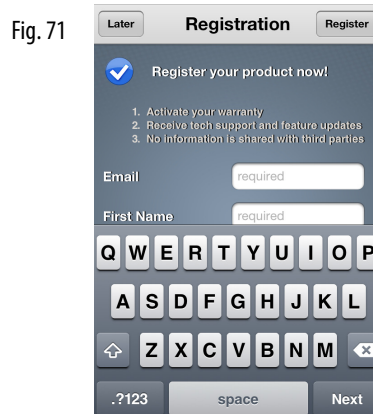 Fig. 71
Later Registration Register
Register your product now!
1. Activate your warranty
2. Receive tech support and feature updates
3. No information is shared with third parties
Email required
First Name required
Q W E R T Y U I O P
A S D F G H J K L
Z X C V B N M
.?123 space Next